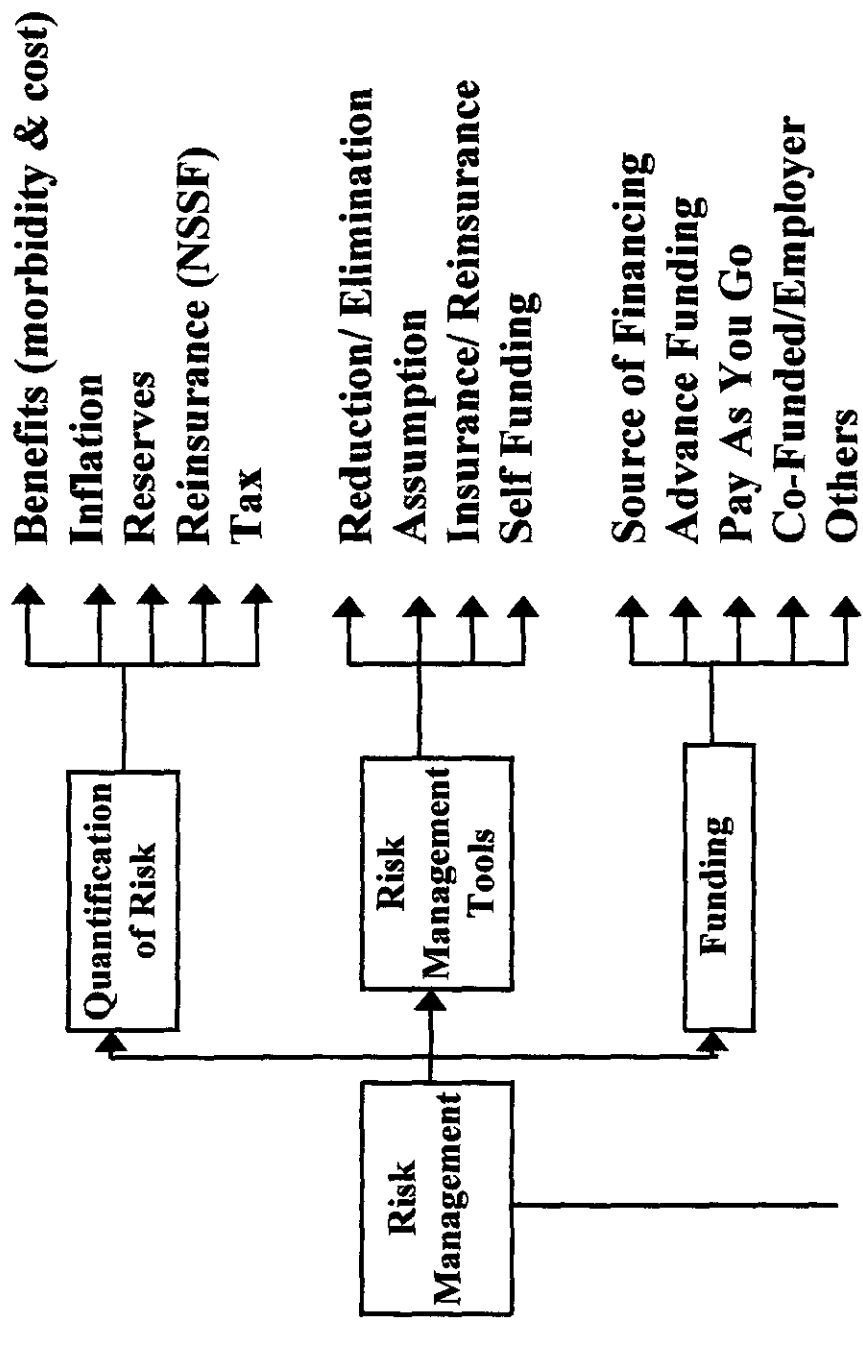 Risk
Management
Quantification
of Risk
Benefits (morbidity & cost)
Inflation
Reserves
Reinsurance (NSSF)
Tax
Risk
Management
Tools
Reduction/ Elimination
Assumption
Insurance/ Reinsurance
Self Funding
Funding
Source of Financing
Advance Funding
Pay As You Go
Co-Funded/Employer
Others